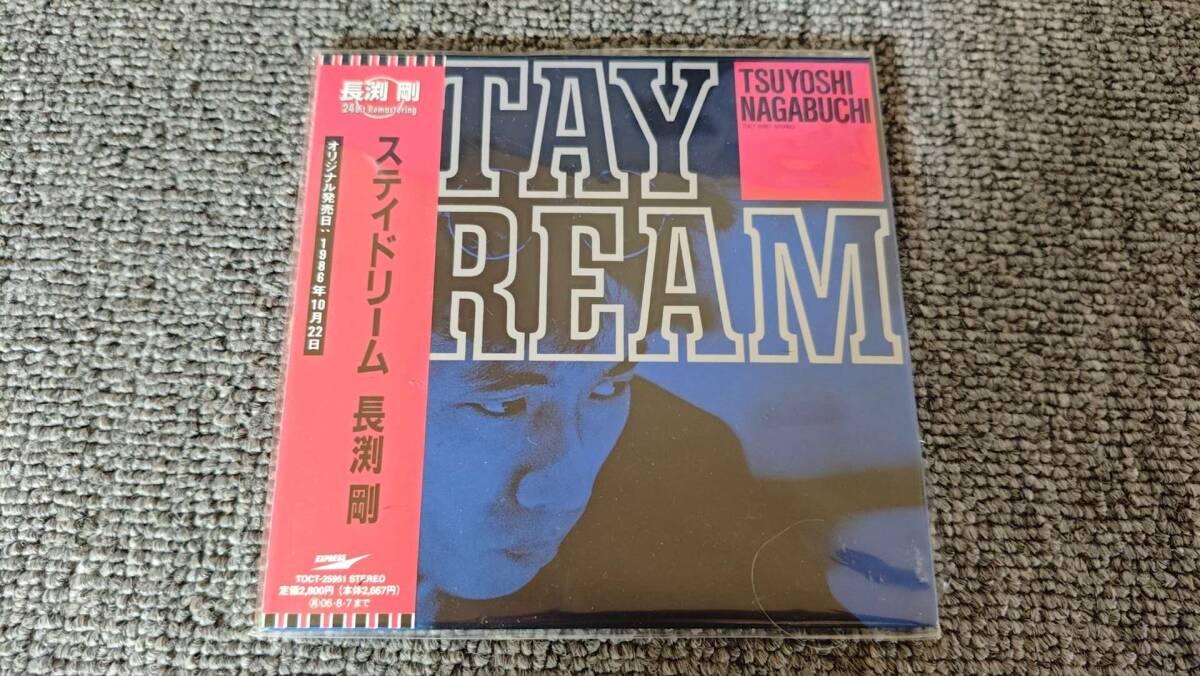 長渕 剛
24bit Remastering
ステイドリーム 長渕 剛
オリジナル発売日:1986年10月22日
EXPRESS
TOCT-25951 STEREO
定価2,800円(本体2,667円)
Ⓗ06・8・7まで
TAY
REAM
TSUYOSHI
NAGABUCHI